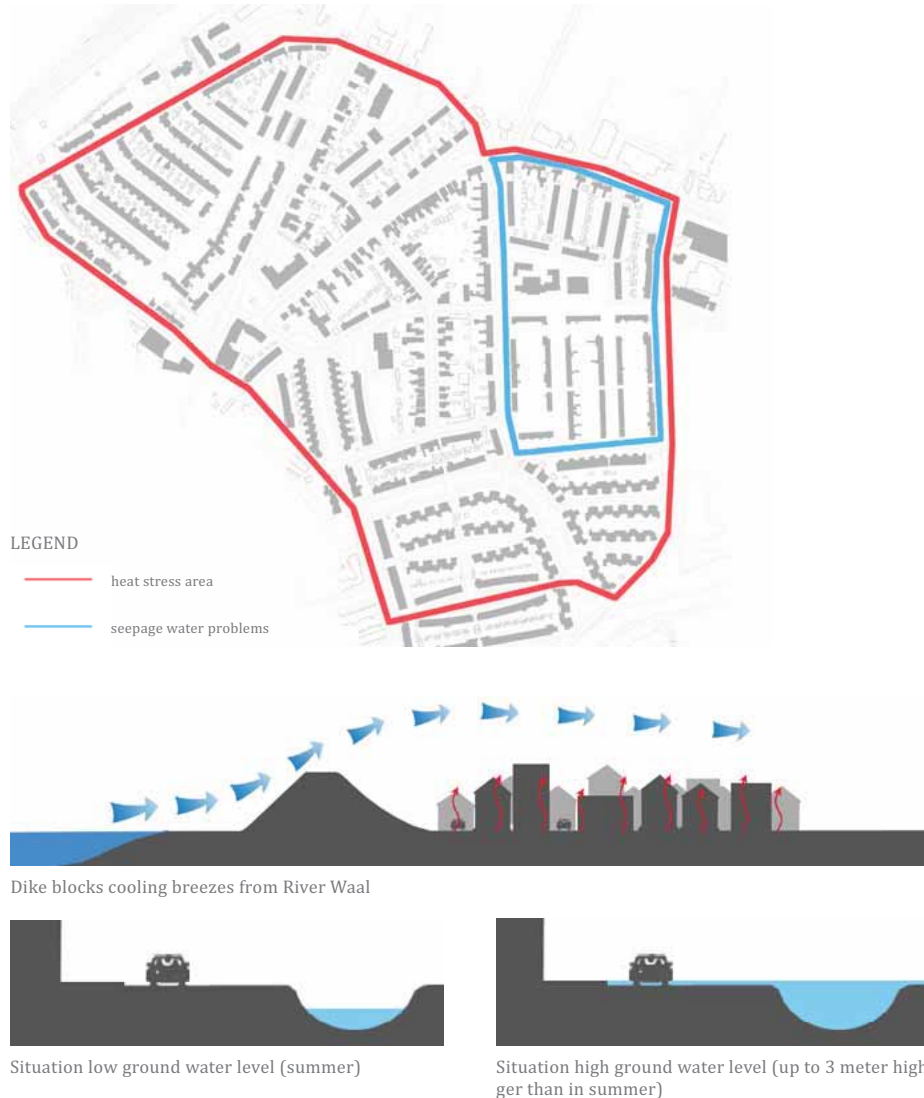 LEGEND
heat stress area
seepage water problems
Dike blocks cooling breezes from River Waal
Situation low ground water level (summer)
Situation high ground water level (up to 3 meter hig
ger than in summer)